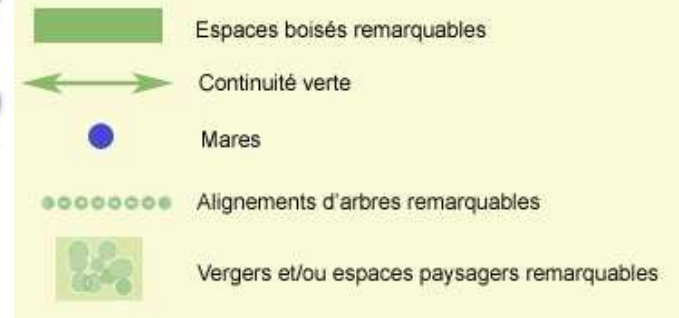 Espaces boisés remarquables
Continuité verte
Mares
Alignements d'arbres remarquables
Vergers et/ou espaces paysagers remarquables